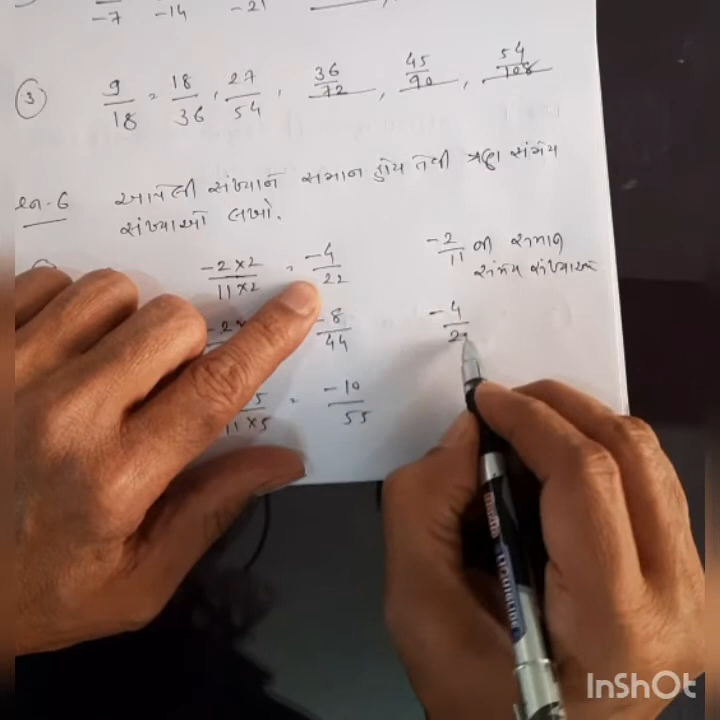 -7 -14 -21
3 9/18 = 18/36, 27/54, 36/72, 45/90, 54/108
પ્રશ્ન-6 આપેલી સંખ્યાને સમાન હોય તેવી ત્રણ સંમેય
સંખ્યાઓ લખો.
-2×2/11×2 = -4/22
-2/11 ની સમાન
સંમેય સંખ્યાઓ
-8/44
-4/2
5/11×5 = -10/55
InShOt